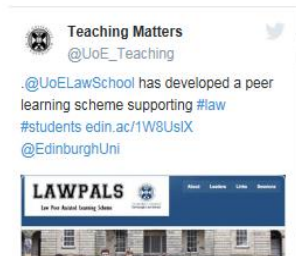 Teaching Matters
@UoE_Teaching
.@UoELawSchool has developed a peer
learning scheme supporting #law
#students edin.ac/1W8UslX
@EdinburghUni
LAWPALS
Law Peer Assisted Learning Scheme
About Leaders Links Sessions